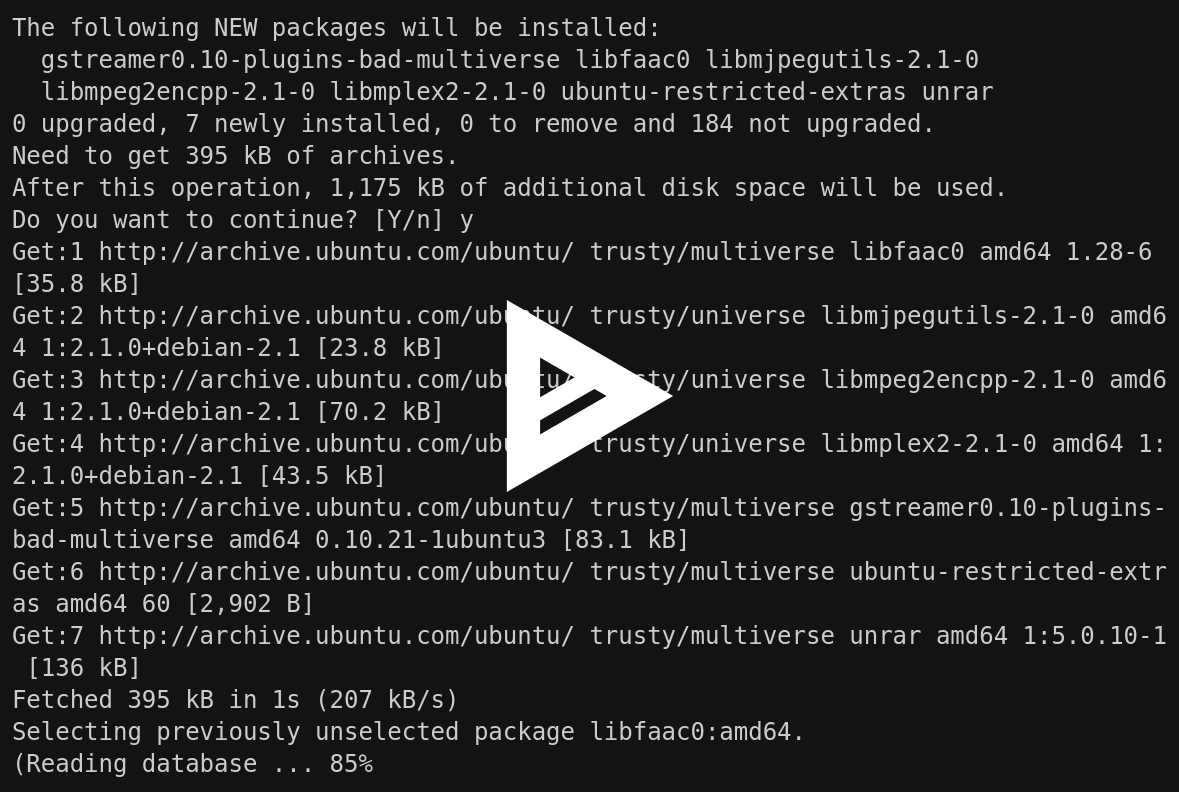 The following NEW packages will be installed:
  gstreamer0.10-plugins-bad-multiverse libfaac0 libmjpegutils-2.1-0
  libmpeg2encpp-2.1-0 libmplex2-2.1-0 ubuntu-restricted-extras unrar
0 upgraded, 7 newly installed, 0 to remove and 184 not upgraded.
Need to get 395 kB of archives.
After this operation, 1,175 kB of additional disk space will be used.
Do you want to continue? [Y/n] y
Get:1 http://archive.ubuntu.com/ubuntu/ trusty/multiverse libfaac0 amd64 1.28-6
[35.8 kB]
Get:2 http://archive.ubuntu.com/ubuntu/ trusty/universe libmjpegutils-2.1-0 amd6
4 1:2.1.0+debian-2.1 [23.8 kB]
Get:3 http://archive.ubuntu.com/ubuntu/ trusty/universe libmpeg2encpp-2.1-0 amd6
4 1:2.1.0+debian-2.1 [70.2 kB]
Get:4 http://archive.ubuntu.com/ubuntu/ trusty/universe libmplex2-2.1-0 amd64 1:
2.1.0+debian-2.1 [43.5 kB]
Get:5 http://archive.ubuntu.com/ubuntu/ trusty/multiverse gstreamer0.10-plugins-
bad-multiverse amd64 0.10.21-1ubuntu3 [83.1 kB]
Get:6 http://archive.ubuntu.com/ubuntu/ trusty/multiverse ubuntu-restricted-extr
as amd64 60 [2,902 B]
Get:7 http://archive.ubuntu.com/ubuntu/ trusty/multiverse unrar amd64 1:5.0.10-1
 [136 kB]
Fetched 395 kB in 1s (207 kB/s)
Selecting previously unselected package libfaac0:amd64.
(Reading database ... 85%